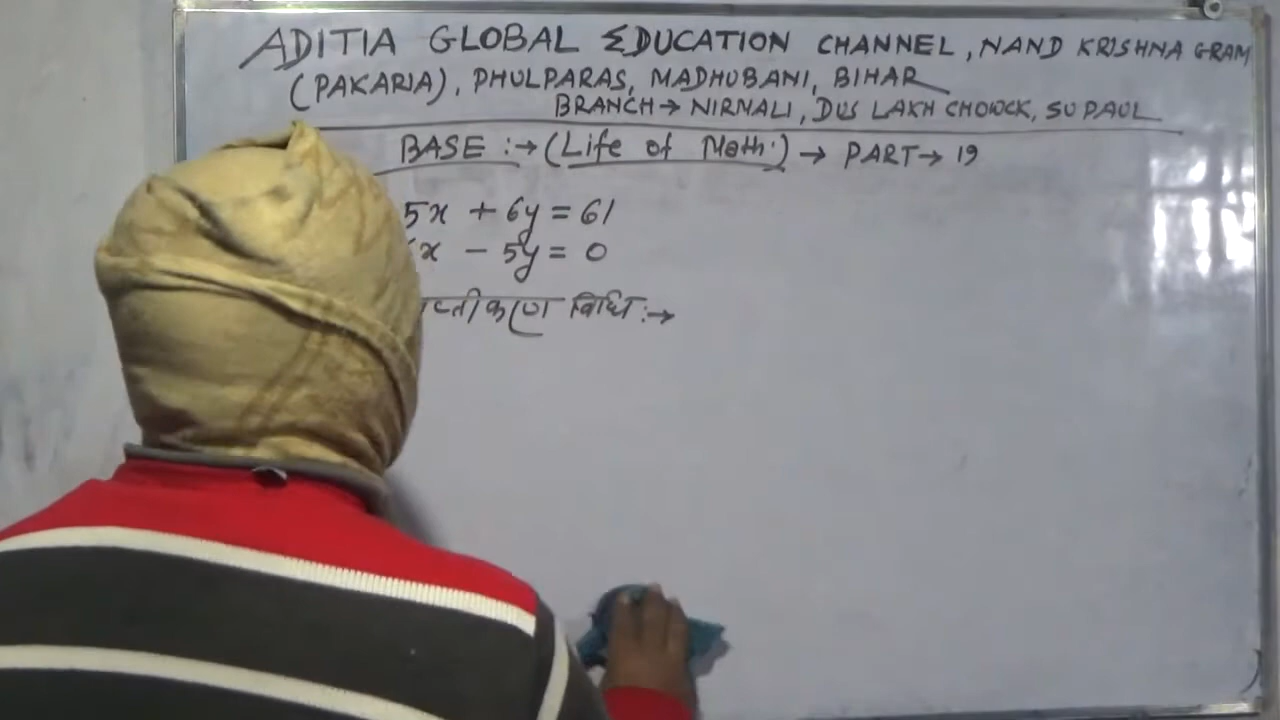 ADITIA GLOBAL EDUCATION CHANNEL, NAND KRISHNA GRAM
(PAKARIA), PHULPARAS, MADHUBANI, BIHAR
BRANCH → NIRMALI, DUS LAKH CHOWCK, SUPAUL
BASE :→ (Life of Math.) → PART → 19
5x + 6y = 61
x - 5y = 0
विधि :→